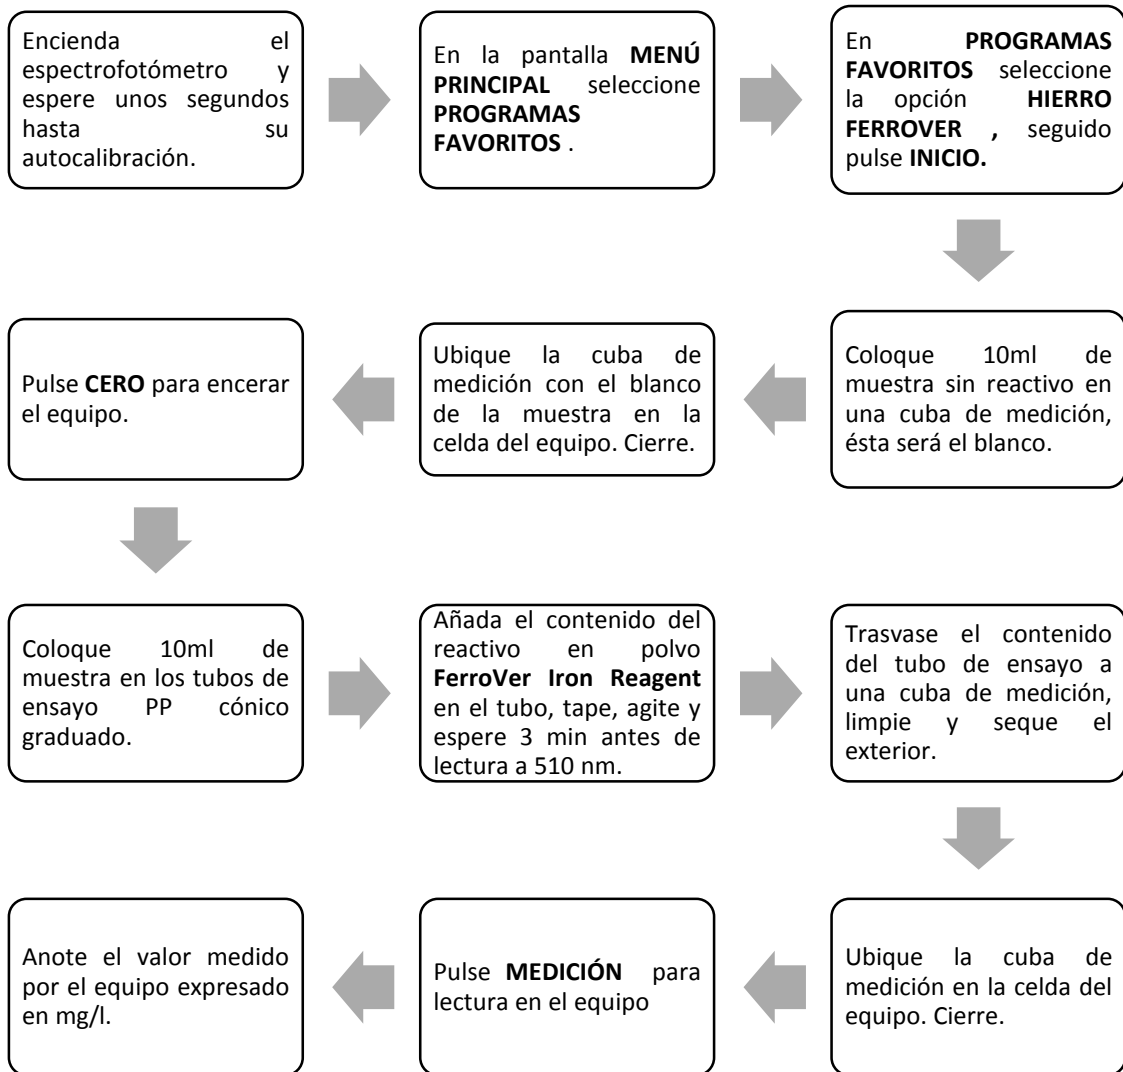 Encienda el
espectrofotómetro y
espere unos segundos
hasta su
autocalibración.
En la pantalla MENÚ
PRINCIPAL seleccione
PROGRAMAS
FAVORITOS .
En PROGRAMAS
FAVORITOS seleccione
la opción HIERRO
FERROVER , seguido
pulse INICIO.
Coloque 10ml de
muestra sin reactivo en
una cuba de medición,
ésta será el blanco.
Ubique la cuba de
medición con el blanco
de la muestra en la
celda del equipo. Cierre.
Pulse CERO para encerar
el equipo.
Coloque 10ml de
muestra en los tubos de
ensayo PP cónico
graduado.
Añada el contenido del
reactivo en polvo
FerroVer Iron Reagent
en el tubo, tape, agite y
espere 3 min antes de
lectura a 510 nm.
Trasvase el contenido
del tubo de ensayo a
una cuba de medición,
limpie y seque el
exterior.
Ubique la cuba de
medición en la celda del
equipo. Cierre.
Pulse MEDICIÓN para
lectura en el equipo
Anote el valor medido
por el equipo expresado
en mg/l.